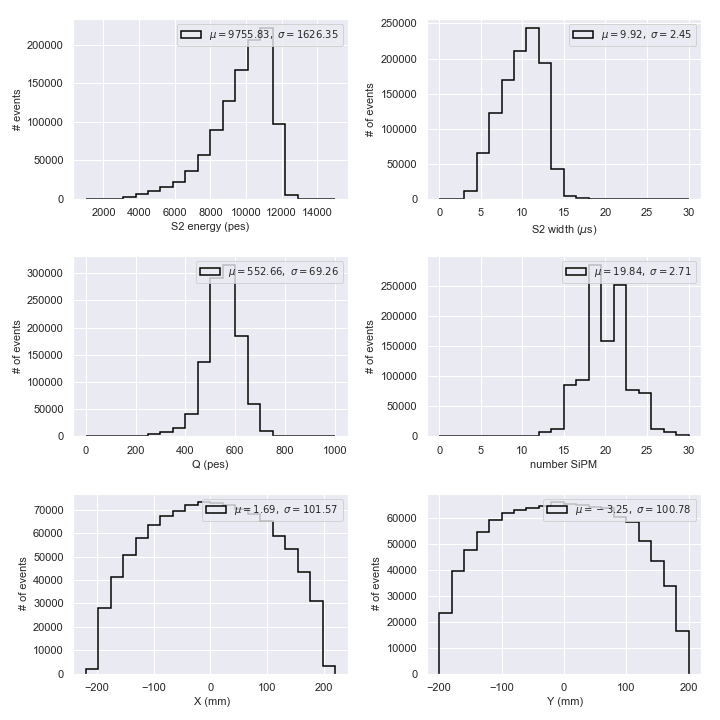 μ = 9755.83, σ = 1626.35
200000
150000
100000
50000
0
# events
2000 4000 6000 8000 10000 12000 14000
S2 energy (pes)
μ = 9.92, σ = 2.45
250000
200000
150000
100000
50000
0
# of events
0 5 10 15 20 25 30
S2 width (μs)
μ = 552.66, σ = 69.26
300000
250000
200000
150000
100000
50000
0
# of events
0 200 400 600 800 1000
Q (pes)
μ = 19.84, σ = 2.71
250000
200000
150000
100000
50000
0
# of events
0 5 10 15 20 25 30
number SiPM
μ = 1.69, σ = 101.57
70000
60000
50000
40000
30000
20000
10000
0
# of events
−200 −100 0 100 200
X (mm)
μ = −3.25, σ = 100.78
60000
50000
40000
30000
20000
10000
0
# of events
−200 −100 0 100 200
Y (mm)